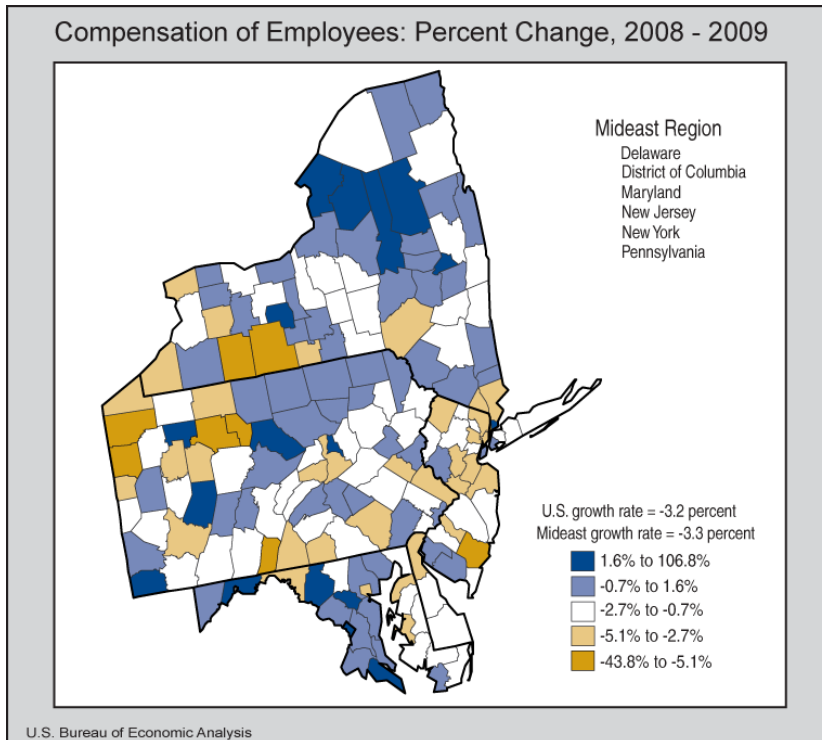 Compensation of Employees: Percent Change, 2008 - 2009
Mideast Region
Delaware
District of Columbia
Maryland
New Jersey
New York
Pennsylvania
U.S. growth rate = -3.2 percent
Mideast growth rate = -3.3 percent
1.6% to 106.8%
-0.7% to 1.6%
-2.7% to -0.7%
-5.1% to -2.7%
-43.8% to -5.1%
U.S. Bureau of Economic Analysis